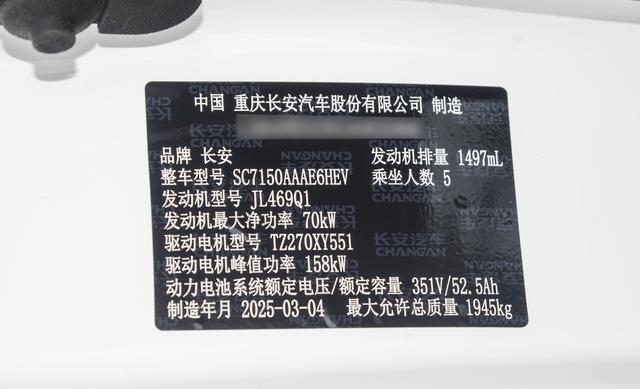 中国 重庆长安汽车股份有限公司 制造
品牌 长安 发动机排量 1497mL
整车型号 SC7150AAAE6HEV 乘坐人数 5
发动机型号 JL469Q1
发动机最大净功率 70kW
驱动电机型号 TZ270XY551
驱动电机峰值功率 158kW
动力电池系统额定电压/额定容量 351V/52.5Ah
制造年月 2025-03-04 最大允许总质量 1945kg